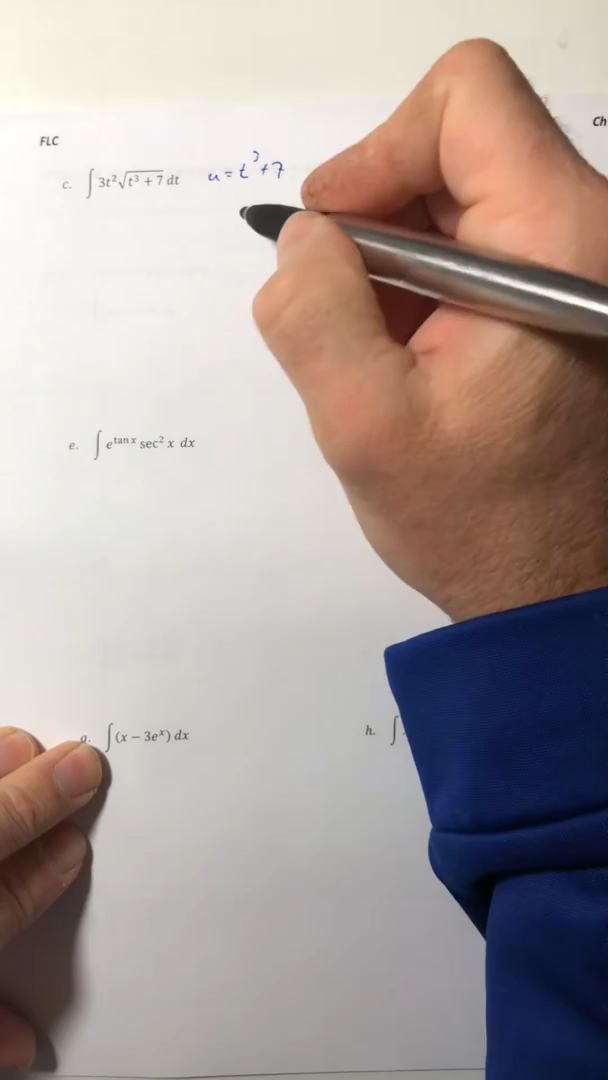 FLC
Ch
c. ∫ 3t²√(t³ + 7) dt u = t³ + 7
e. ∫ e^(tan x) sec² x dx
g. ∫ (x − 3eˣ) dx
h. ∫